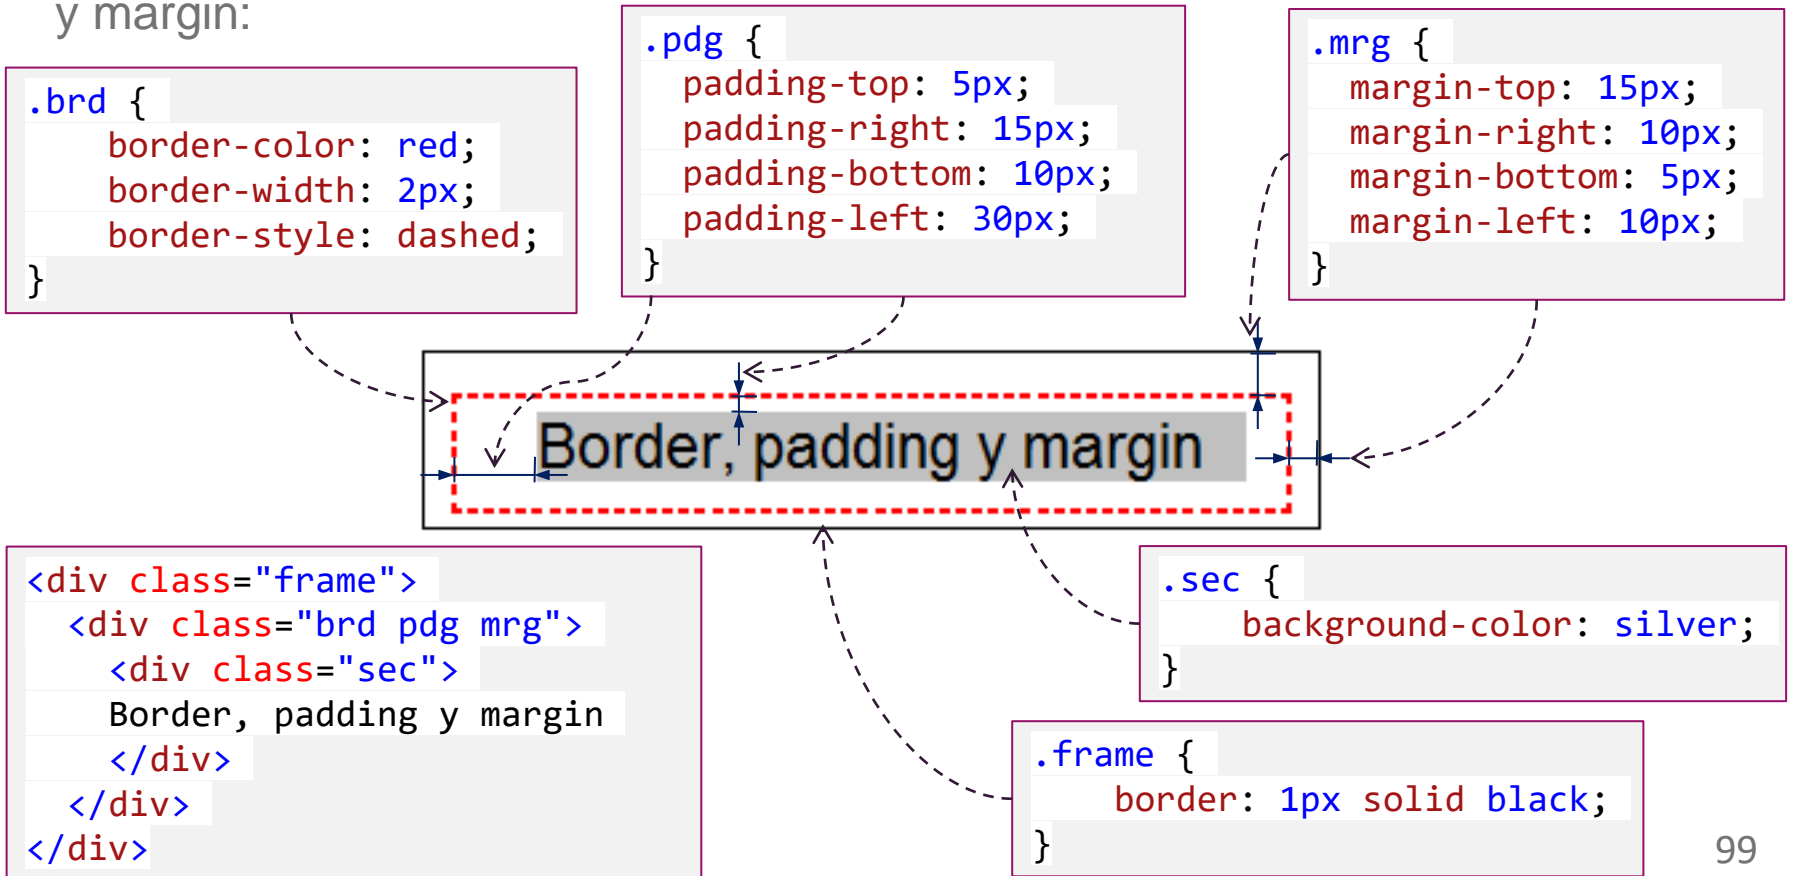 y margin:
.brd {
    border-color: red;
    border-width: 2px;
    border-style: dashed;
}
.pdg {
  padding-top: 5px;
  padding-right: 15px;
  padding-bottom: 10px;
  padding-left: 30px;
}
.mrg {
  margin-top: 15px;
  margin-right: 10px;
  margin-bottom: 5px;
  margin-left: 10px;
}
Border, padding y margin
<div class="frame">
  <div class="brd pdg mrg">
    <div class="sec">
    Border, padding y margin
    </div>
  </div>
</div>
.sec {
    background-color: silver;
}
.frame {
    border: 1px solid black;
}
99